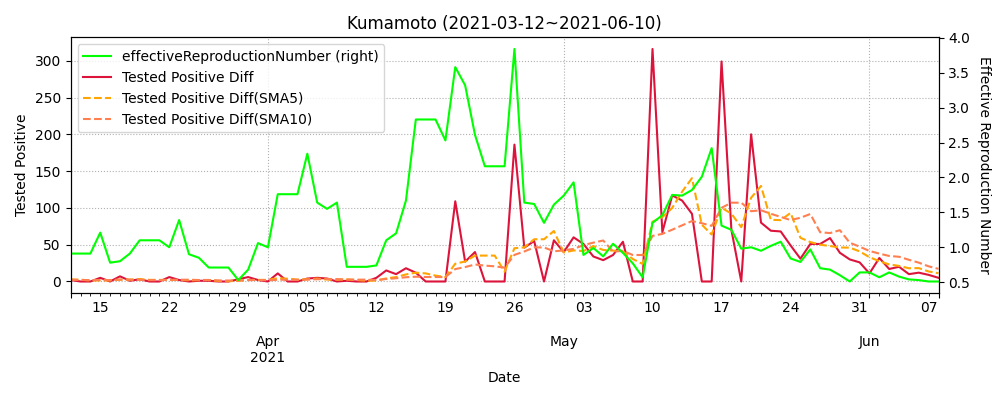 Kumamoto (2021-03-12~2021-06-10)
effectiveReproductionNumber (right)
Tested Positive Diff
Tested Positive Diff(SMA5)
Tested Positive Diff(SMA10)
Tested Positive
300
250
200
150
100
50
0
4.0
3.5
3.0
2.5
2.0
1.5
1.0
0.5
Effective Reproduction Number
15 22 29 05 12 19 26 03 10 17 24 31 07
Apr May Jun
2021
Date